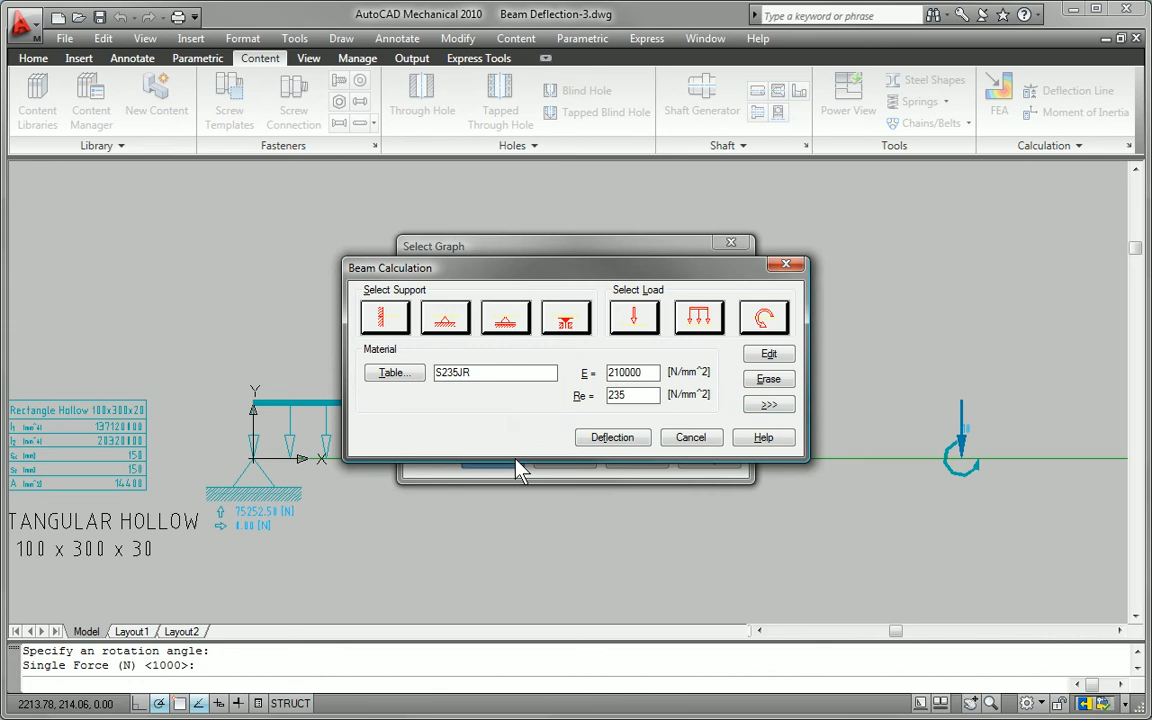 AutoCAD Mechanical 2010 Beam Deflection-3.dwg
Type a keyword or phrase
File Edit View Insert Format Tools Draw Annotate Modify Content Parametric Express Window Help
Home Insert Annotate Parametric Content View Manage Output Express Tools
Content Libraries
Content Manager
New Content
Screw Templates
Screw Connection
Through Hole
Tapped Through Hole
Blind Hole
Tapped Blind Hole
Shaft Generator
Power View
Steel Shapes
Springs
Chains/Belts
FEA
Deflection Line
Moment of Inertia
Library Fasteners Holes Shaft Tools Calculation
Select Graph
Beam Calculation
Select Support Select Load
Material
Table... S235JR E = 210000 [N/mm^2]
Re = 235 [N/mm^2]
Edit
Erase
>>>
Deflection Cancel Help
Y
X
Rectangle Hollow 100x300x20
75252.50 [N]
0.00 [N]
TANGULAR HOLLOW
100 x 300 x 30
Model Layout1 Layout2
Specify an rotation angle:
Single Force (N) <1000>:
2213.78, 214.06, 0.00 STRUCT